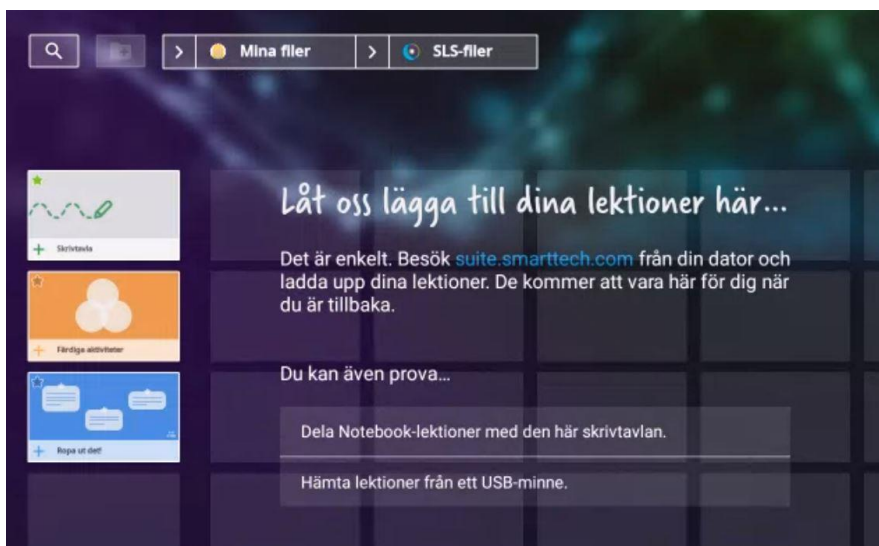 Mina filer
SLS-filer
Låt oss lägga till dina lektioner här...
Det är enkelt. Besök suite.smarttech.com från din dator och
ladda upp dina lektioner. De kommer att vara här för dig när
du är tillbaka.
Du kan även prova...
Dela Notebook-lektioner med den här skrivtavlan.
Hämta lektioner från ett USB-minne.
Skrivtavla
Färdiga aktiviteter
Ropa ut det!